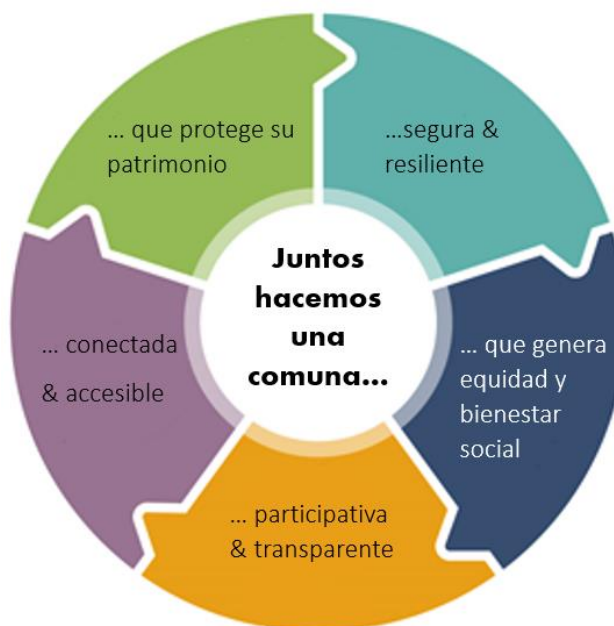 Juntos
hacemos
una
comuna...
...segura &
resiliente
... que genera
equidad y
bienestar
social
... participativa
& transparente
... conectada
& accesible
... que protege su
patrimonio